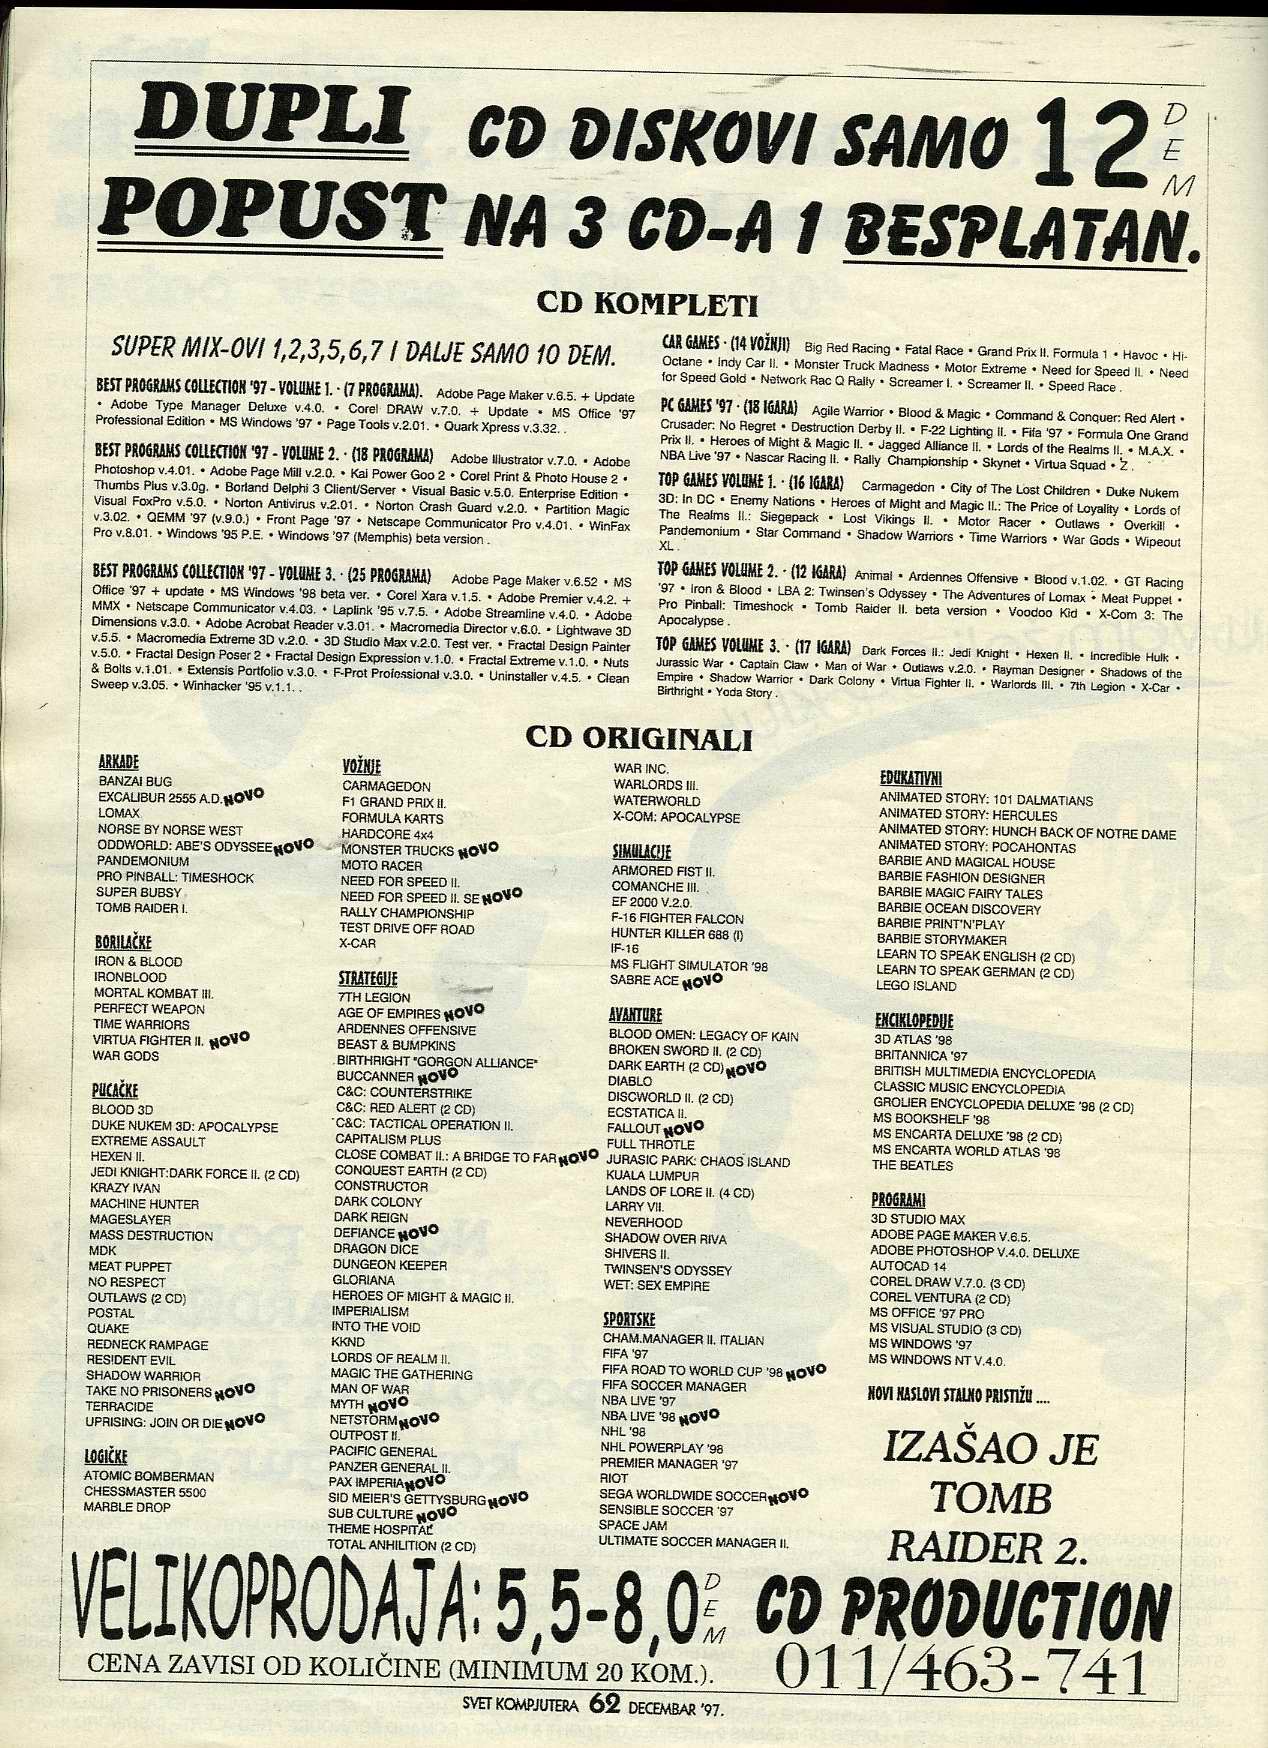 DUPLI
POPUST
CD DISKOVI SAMO 12 DEM
NA 3 CD-A 1 BESPLATAN.
CD KOMPLETI
SUPER MIX-OVI 1,2,3,5,6,7 I DALJE SAMO 10 DEM.
BEST PROGRAMS COLLECTION '97 - VOLUME 1. · (7 PROGRAMA). Adobe Page Maker v.6.5. + Update
• Adobe Type Manager Deluxe v.4.0. • Corel DRAW v.7.0. + Update • MS Office '97
Professional Edition • MS Windows '97 • Page Tools v.2.01. • Quark Xpress v.3.32. .
BEST PROGRAMS COLLECTION '97 - VOLUME 2. · (18 PROGRAMA) Adobe Illustrator v.7.0. • Adobe
Photoshop v.4.01. • Adobe Page Mill v.2.0. • Kai Power Goo 2 • Corel Print & Photo House 2 •
Thumbs Plus v.3.0g. • Borland Delphi 3 Client/Server • Visual Basic v.5.0. Enterprise Edition •
Visual FoxPro v.5.0. • Norton Antivirus v.2.01. • Norton Crash Guard v.2.0. • Partition Magic
v.3.02. • QEMM '97 (v.9.0.) • Front Page '97 • Netscape Communicator Pro v.4.01. • WinFax
Pro v.8.01. • Windows '95 P.E. • Windows '97 (Memphis) beta version .
BEST PROGRAMS COLLECTION '97 - VOLUME 3. · (25 PROGRAMA) Adobe Page Maker v.6.52 • MS
Office '97 + update • MS Windows '98 beta ver. • Corel Xara v.1.5. • Adobe Premier v.4.2. +
MMX • Netscape Communicator v.4.03. • Laplink '95 v.7.5. • Adobe Streamline v.4.0. • Adobe
Dimensions v.3.0. • Adobe Acrobat Reader v.3.01. • Macromedia Director v.6.0. • Lightwave 3D
v.5.5. • Macromedia Extreme 3D v.2.0. • 3D Studio Max v.2.0. Test ver. • Fractal Design Painter
v.5.0. • Fractal Design Poser 2 • Fractal Design Expression v.1.0. • Fractal Extreme v.1.0. • Nuts
& Bolts v.1.01. • Extensis Portfolio v.3.0. • F-Prot Professional v.3.0. • Uninstaller v.4.5. • Clean
Sweep v.3.05. • Winhacker '95 v.1.1. .
CAR GAMES · (14 VOŽNJI) Big Red Racing • Fatal Race • Grand Prix II. Formula 1 • Havoc • Hi-
Octane • Indy Car II. • Monster Truck Madness • Motor Extreme • Need for Speed II. • Need
for Speed Gold • Network Rac Q Rally • Screamer I. • Screamer II. • Speed Race .
PC GAMES '97 · (18 IGARA) Agile Warrior • Blood & Magic • Command & Conquer: Red Alert •
Crusader: No Regret • Destruction Derby II. • F-22 Lighting II. • Fifa '97 • Formula One Grand
Prix II. • Heroes of Might & Magic II. • Jagged Alliance II. • Lords of the Realms II. • M.A.X. •
NBA Live '97 • Nascar Racing II. • Rally Championship • Skynet • Virtua Squad • Z .
TOP GAMES VOLUME 1. · (16 IGARA) Carmagedon • City of The Lost Children • Duke Nukem
3D: In DC • Enemy Nations • Heroes of Might and Magic II.: The Price of Loyality • Lords of
The Realms II.: Siegepack • Lost Vikings II. • Motor Racer • Outlaws • Overkill •
Pandemonium • Star Command • Shadow Warriors • Time Warriors • War Gods • Wipeout
XL .
TOP GAMES VOLUME 2. · (12 IGARA) Animal • Ardennes Offensive • Blood v.1.02. • GT Racing
'97 • Iron & Blood • LBA 2: Twinsen's Odyssey • The Adventures of Lomax • Meat Puppet •
Pro Pinball: Timeshock • Tomb Raider II. beta version • Voodoo Kid • X-Com 3: The
Apocalypse .
TOP GAMES VOLUME 3. · (17 IGARA) Dark Forces II.: Jedi Knight • Hexen II. • Incredible Hulk •
Jurassic War • Captain Claw • Man of War • Outlaws v.2.0. • Rayman Designer • Shadows of the
Empire • Shadow Warrior • Dark Colony • Virtua Fighter II. • Warlords III. • 7th Legion • X-Car •
Birthright • Yoda Story .
CD ORIGINALI
ARKADE
BANZAI BUG
EXCALIBUR 2555 A.D. NOVO
LOMAX
NORSE BY NORSE WEST
ODDWORLD: ABE'S ODYSSEE NOVO
PANDEMONIUM
PRO PINBALL: TIMESHOCK
SUPER BUBSY
TOMB RAIDER I.
BORILAČKE
IRON & BLOOD
IRONBLOOD
MORTAL KOMBAT III.
PERFECT WEAPON
TIME WARRIORS
VIRTUA FIGHTER II. NOVO
WAR GODS
PUCAČKE
BLOOD 3D
DUKE NUKEM 3D: APOCALYPSE
EXTREME ASSAULT
HEXEN II.
JEDI KNIGHT:DARK FORCE II. (2 CD)
KRAZY IVAN
MACHINE HUNTER
MAGESLAYER
MASS DESTRUCTION
MDK
MEAT PUPPET
NO RESPECT
OUTLAWS (2 CD)
POSTAL
QUAKE
REDNECK RAMPAGE
RESIDENT EVIL
SHADOW WARRIOR
TAKE NO PRISONERS NOVO
TERRACIDE
UPRISING: JOIN OR DIE NOVO
LOGIČKE
ATOMIC BOMBERMAN
CHESSMASTER 5500
MARBLE DROP
VOŽNJE
CARMAGEDON
F1 GRAND PRIX II.
FORMULA KARTS
HARDCORE 4x4
MONSTER TRUCKS NOVO
MOTO RACER
NEED FOR SPEED II.
NEED FOR SPEED II. SE NOVO
RALLY CHAMPIONSHIP
TEST DRIVE OFF ROAD
X-CAR
STRATEGIJE
7TH LEGION
AGE OF EMPIRES NOVO
ARDENNES OFFENSIVE
BEAST & BUMPKINS
BIRTHRIGHT "GORGON ALLIANCE"
BUCCANNER NOVO
C&C: COUNTERSTRIKE
C&C: RED ALERT (2 CD)
C&C: TACTICAL OPERATION II.
CAPITALISM PLUS
CLOSE COMBAT II.: A BRIDGE TO FAR NOVO
CONQUEST EARTH (2 CD)
CONSTRUCTOR
DARK COLONY
DARK REIGN
DEFIANCE NOVO
DRAGON DICE
DUNGEON KEEPER
GLORIANA
HEROES OF MIGHT & MAGIC II.
IMPERIALISM
INTO THE VOID
KKND
LORDS OF REALM II.
MAGIC THE GATHERING
MAN OF WAR
MYTH NOVO
NETSTORM NOVO
OUTPOST II.
PACIFIC GENERAL
PANZER GENERAL II.
PAX IMPERIA NOVO
SID MEIER'S GETTYSBURG NOVO
SUB CULTURE NOVO
THEME HOSPITAL
TOTAL ANHILITION (2 CD)
WAR INC.
WARLORDS III.
WATERWORLD
X-COM: APOCALYPSE
SIMULACIJE
ARMORED FIST II.
COMANCHE III.
EF 2000 V.2.0.
F-16 FIGHTER FALCON
HUNTER KILLER 688 (I)
IF-16
MS FLIGHT SIMULATOR '98
SABRE ACE NOVO
AVANTURE
BLOOD OMEN: LEGACY OF KAIN
BROKEN SWORD II. (2 CD)
DARK EARTH (2 CD) NOVO
DIABLO
DISCWORLD II. (2 CD)
ECSTATICA II.
FALLOUT NOVO
FULL THROTLE
JURASIC PARK: CHAOS ISLAND
KUALA LUMPUR
LANDS OF LORE II. (4 CD)
LARRY VII.
NEVERHOOD
SHADOW OVER RIVA
SHIVERS II.
TWINSEN'S ODYSSEY
WET: SEX EMPIRE
SPORTSKE
CHAM.MANAGER II. ITALIAN
FIFA '97
FIFA ROAD TO WORLD CUP '98 NOVO
FIFA SOCCER MANAGER
NBA LIVE '97
NBA LIVE '98 NOVO
NHL '98
NHL POWERPLAY '98
PREMIER MANAGER '97
RIOT
SEGA WORLDWIDE SOCCER NOVO
SENSIBLE SOCCER '97
SPACE JAM
ULTIMATE SOCCER MANAGER II.
EDUKATIVNI
ANIMATED STORY: 101 DALMATIANS
ANIMATED STORY: HERCULES
ANIMATED STORY: HUNCH BACK OF NOTRE DAME
ANIMATED STORY: POCAHONTAS
BARBIE AND MAGICAL HOUSE
BARBIE FASHION DESIGNER
BARBIE MAGIC FAIRY TALES
BARBIE OCEAN DISCOVERY
BARBIE PRINT'N'PLAY
BARBIE STORYMAKER
LEARN TO SPEAK ENGLISH (2 CD)
LEARN TO SPEAK GERMAN (2 CD)
LEGO ISLAND
ENCIKLOPEDIJE
3D ATLAS '98
BRITANNICA '97
BRITISH MULTIMEDIA ENCYCLOPEDIA
CLASSIC MUSIC ENCYCLOPEDIA
GROLIER ENCYCLOPEDIA DELUXE '98 (2 CD)
MS BOOKSHELF '98
MS ENCARTA DELUXE '98 (2 CD)
MS ENCARTA WORLD ATLAS '98
THE BEATLES
PROGRAMI
3D STUDIO MAX
ADOBE PAGE MAKER V.6.5.
ADOBE PHOTOSHOP V.4.0. DELUXE
AUTOCAD 14
COREL DRAW V.7.0. (3 CD)
COREL VENTURA (2 CD)
MS OFFICE '97 PRO
MS VISUAL STUDIO (3 CD)
MS WINDOWS '97
MS WINDOWS NT V.4.0.
NOVI NASLOVI STALNO PRISTIŽU ....
IZAŠAO JE
TOMB
RAIDER 2.
VELIKOPRODAJA: 5,5-8,0 DEM
CENA ZAVISI OD KOLIČINE (MINIMUM 20 KOM.).
CD PRODUCTION
011/463-741
SVET KOMPJUTERA 62 DECEMBAR '97.